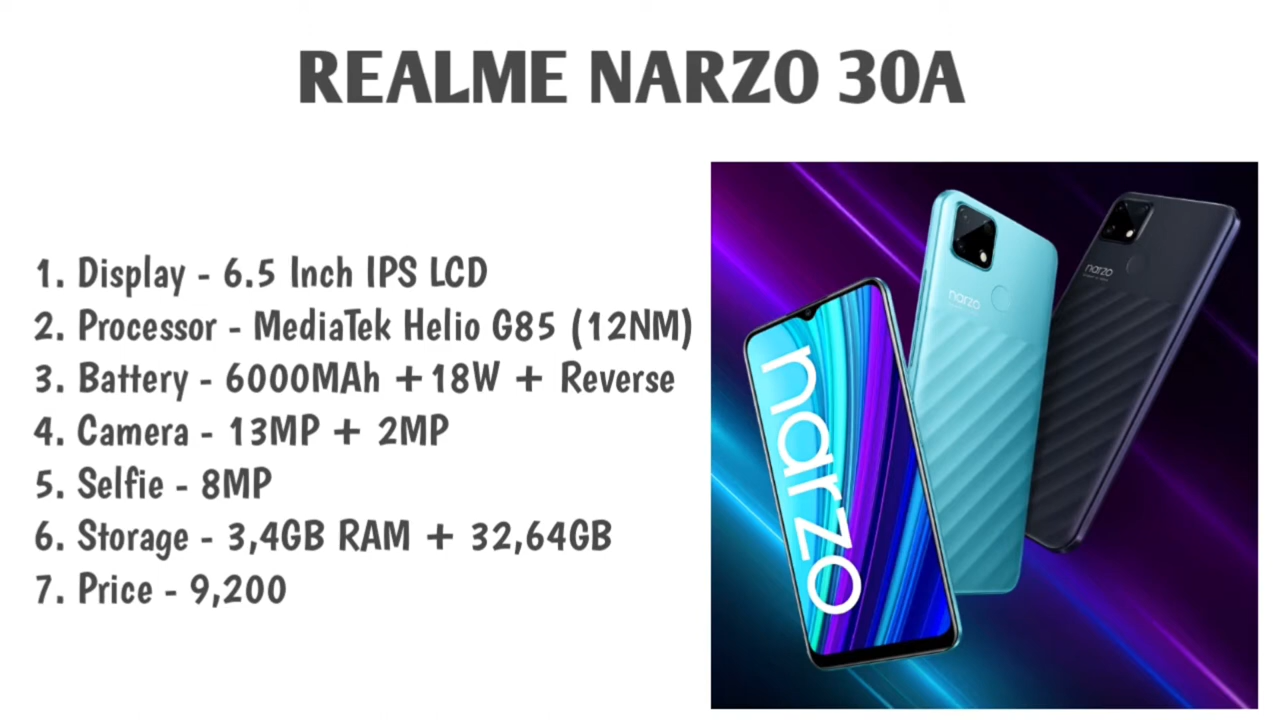 REALME NARZO 30A
1. Display - 6.5 Inch IPS LCD
2. Processor - MediaTek Helio G85 (12NM)
3. Battery - 6000MAh +18W + Reverse
4. Camera - 13MP + 2MP
5. Selfie - 8MP
6. Storage - 3,4GB RAM + 32,64GB
7. Price - 9,200
narzo
narzo
narzo